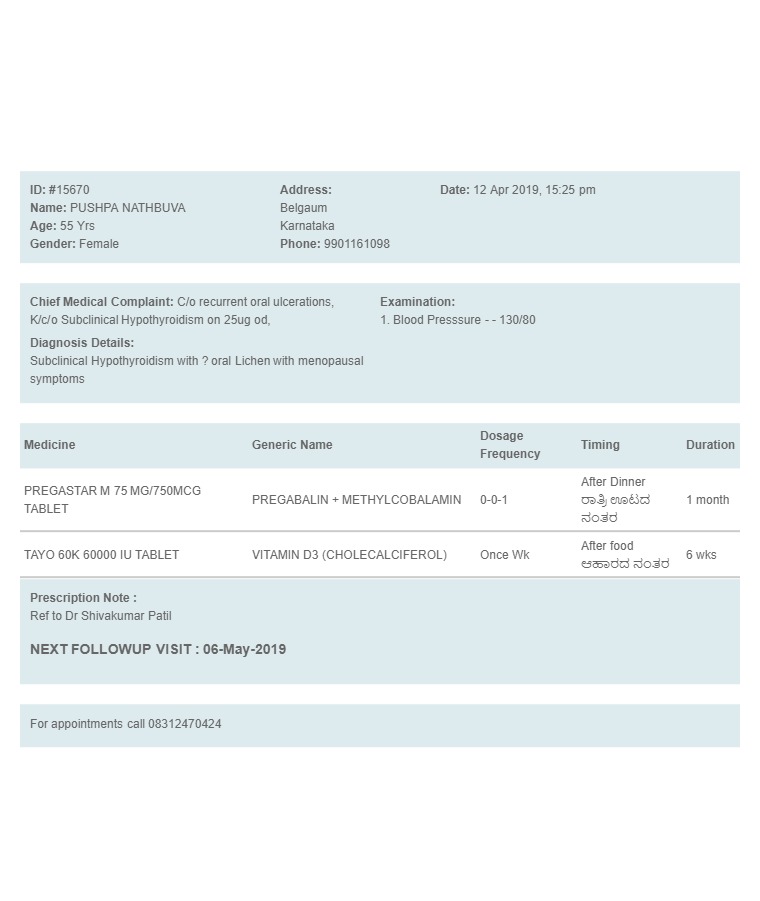 ID: #15670
Name: PUSHPA NATHBUVA
Age: 55 Yrs
Gender: Female
Address:
Belgaum
Karnataka
Phone: 9901161098
Date: 12 Apr 2019, 15:25 pm
Chief Medical Complaint: C/o recurrent oral ulcerations,
K/c/o Subclinical Hypothyroidism on 25ug od,
Diagnosis Details:
Subclinical Hypothyroidism with ? oral Lichen with menopausal
symptoms
Examination:
1. Blood Presssure - - 130/80
Medicine Generic Name Dosage Frequency Timing Duration
PREGASTAR M 75 MG/750MCG
TABLET
PREGABALIN + METHYLCOBALAMIN
0-0-1
After Dinner
ರಾತ್ರಿ ಊಟದ
ನಂತರ
1 month
TAYO 60K 60000 IU TABLET
VITAMIN D3 (CHOLECALCIFEROL)
Once Wk
After food
ಆಹಾರದ ನಂತರ
6 wks
Prescription Note :
Ref to Dr Shivakumar Patil
NEXT FOLLOWUP VISIT : 06-May-2019
For appointments call 08312470424